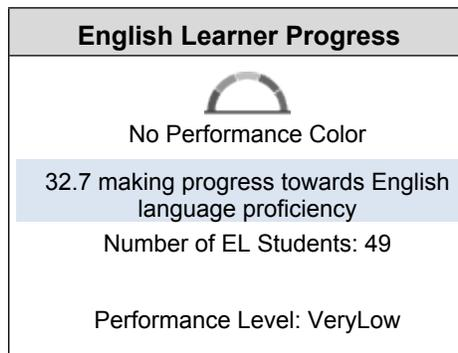 English Learner Progress
No Performance Color
32.7 making progress towards English
language proficiency
Number of EL Students: 49
Performance Level: VeryLow